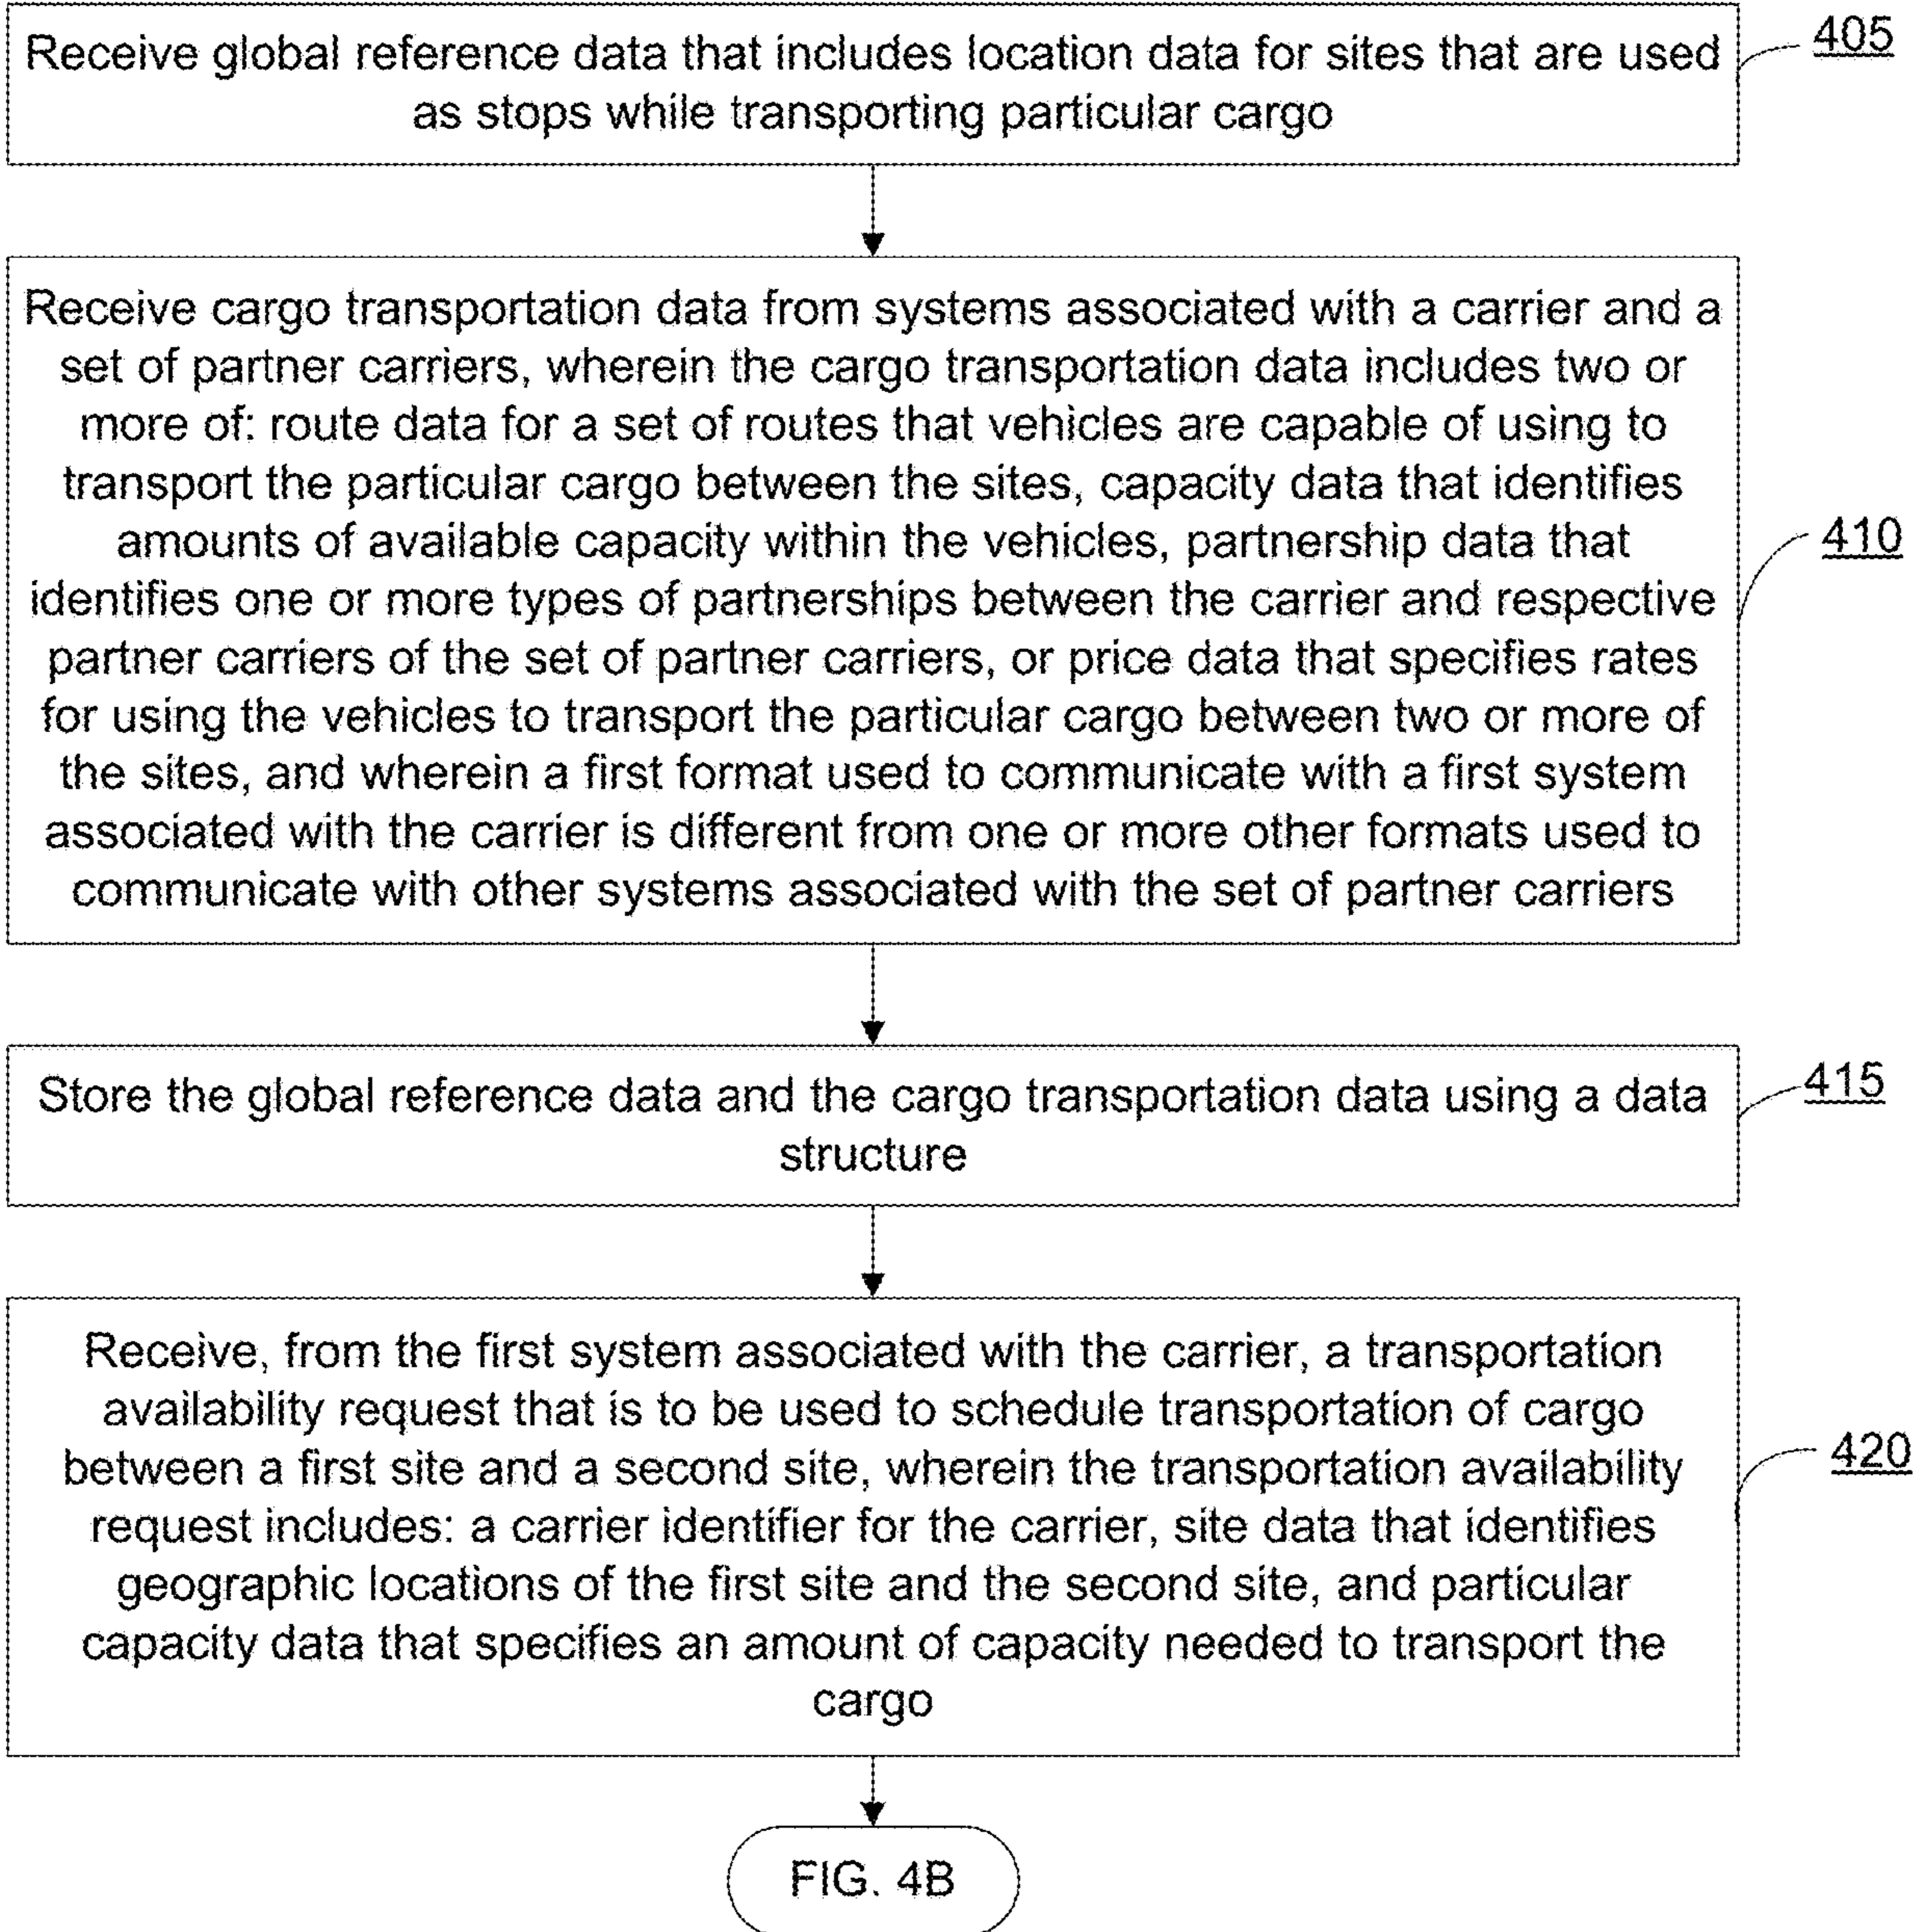 Receive global reference data that includes location data for sites that are used
as stops while transporting particular cargo
405
Receive cargo transportation data from systems associated with a carrier and a
set of partner carriers, wherein the cargo transportation data includes two or
more of: route data for a set of routes that vehicles are capable of using to
transport the particular cargo between the sites, capacity data that identifies
amounts of available capacity within the vehicles, partnership data that
identifies one or more types of partnerships between the carrier and respective
partner carriers of the set of partner carriers, or price data that specifies rates
for using the vehicles to transport the particular cargo between two or more of
the sites, and wherein a first format used to communicate with a first system
associated with the carrier is different from one or more other formats used to
communicate with other systems associated with the set of partner carriers
410
Store the global reference data and the cargo transportation data using a data
structure
415
Receive, from the first system associated with the carrier, a transportation
availability request that is to be used to schedule transportation of cargo
between a first site and a second site, wherein the transportation availability
request includes: a carrier identifier for the carrier, site data that identifies
geographic locations of the first site and the second site, and particular
capacity data that specifies an amount of capacity needed to transport the
cargo
420
FIG. 4B